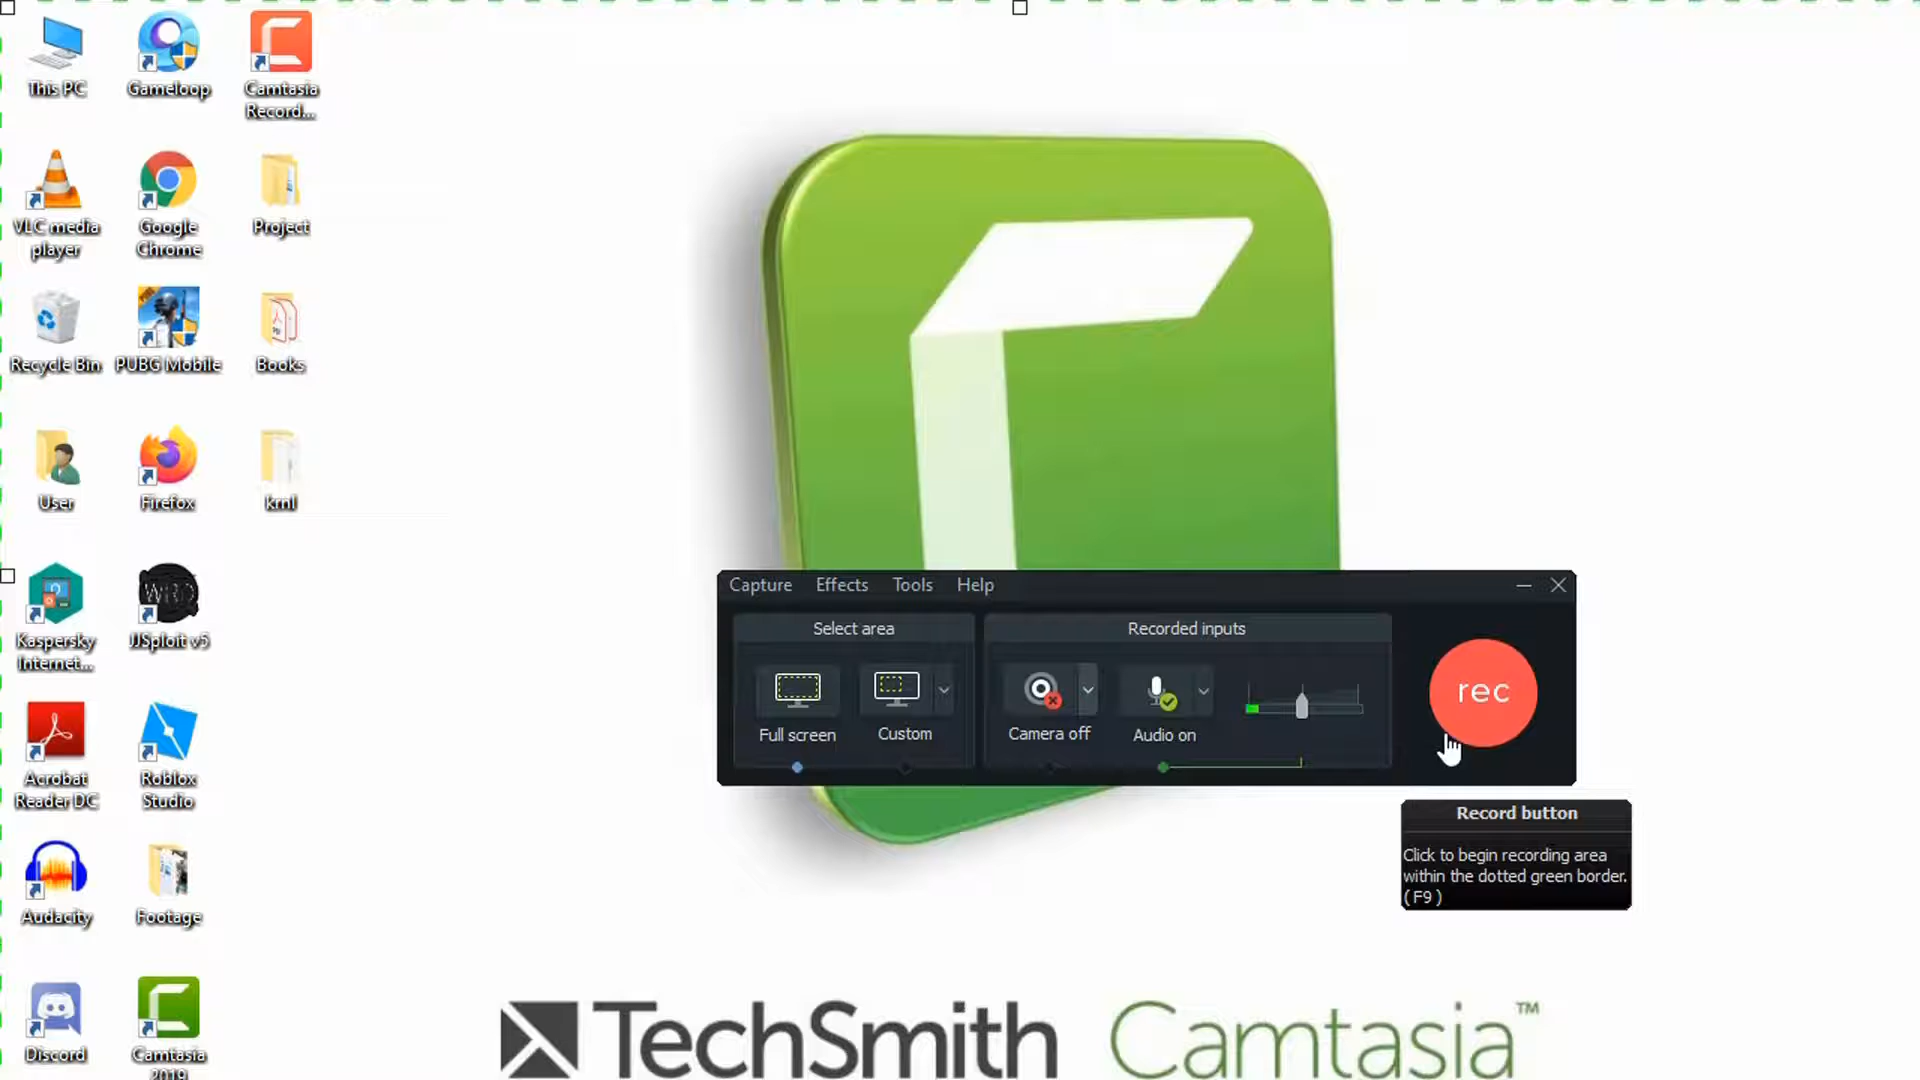 This PC
Gameloop
Camtasia
Record...
VLC media
player
Google
Chrome
Project
Recycle Bin
PUBG Mobile
Books
User
Firefox
krnl
Kaspersky
Internet...
WRD
JJSploit v5
Acrobat
Reader DC
Roblox
Studio
Audacity
Footage
Discord
Camtasia
2019
Capture Effects Tools Help
Select area
Recorded inputs
Full screen
Custom
Camera off
Audio on
rec
Record button
Click to begin recording area
within the dotted green border.
( F9 )
TechSmith Camtasia™